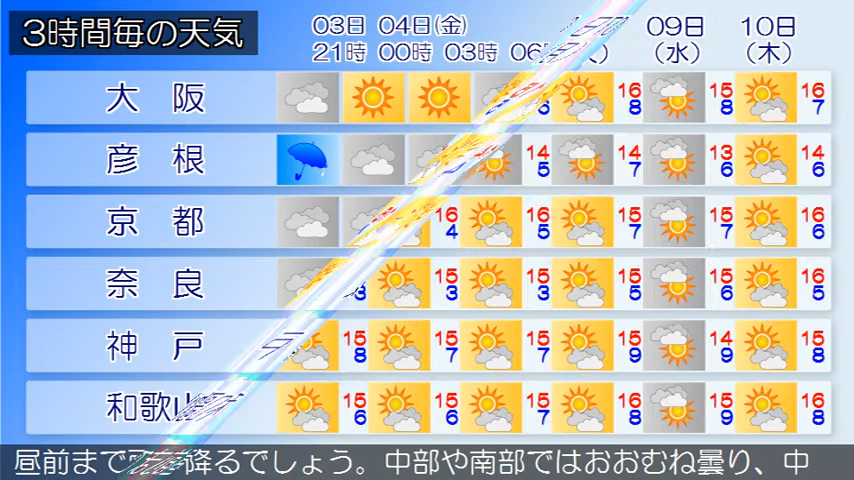 3時間毎の天気
03日 04日(金) 09日 10日
21時 00時 03時 (水) (木)
大阪 16 8 15 8 16 7
彦根 14 5 14 7 13 6 14 6
京都 16 4 16 5 15 7 15 7 16 6
奈良 3 15 3 15 3 15 5 15 6 16 5
神戸 15 8 15 7 15 7 15 9 14 9 15 8
和歌山 15 6 15 6 15 7 16 8 15 9 16 8
昼前まで 降るでしょう。中部や南部ではおおむね曇り、中